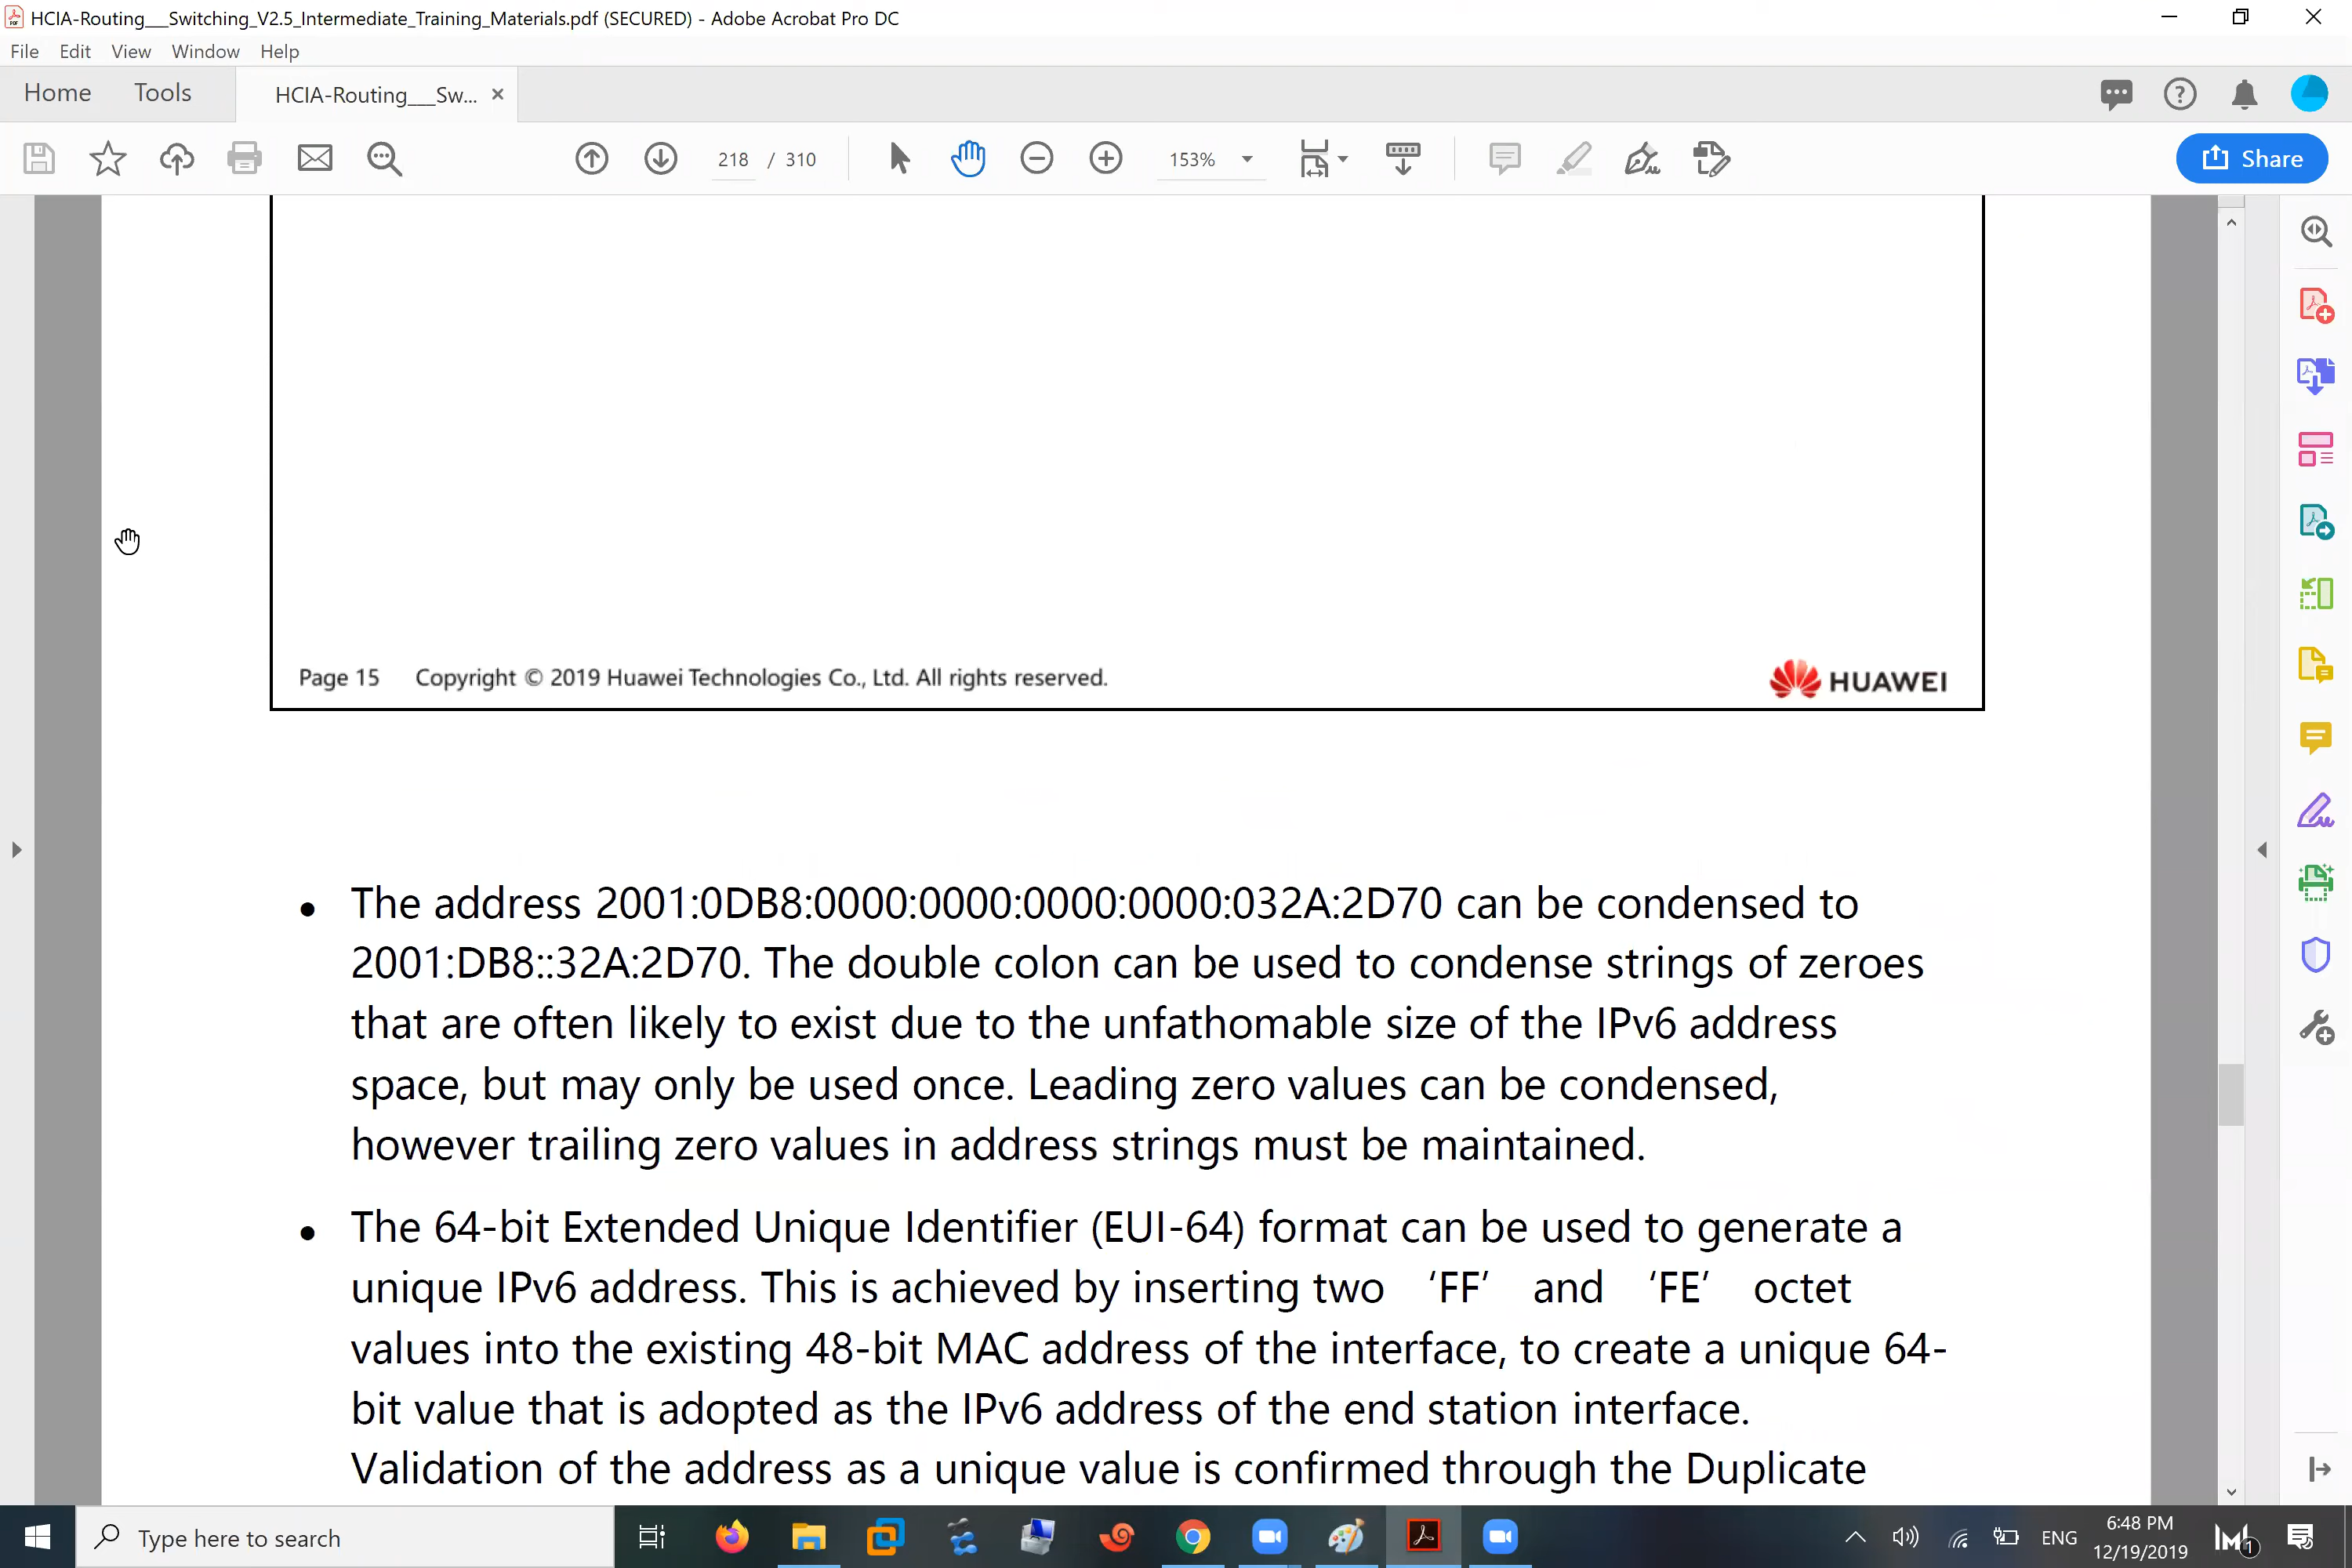 HCIA-Routing___Switching_V2.5_Intermediate_Training_Materials.pdf (SECURED) - Adobe Acrobat Pro DC
File Edit View Window Help
Home Tools HCIA-Routing___Sw... ×
218 / 310 153% Share
Page 15 Copyright © 2019 Huawei Technologies Co., Ltd. All rights reserved. HUAWEI
• The address 2001:0DB8:0000:0000:0000:0000:032A:2D70 can be condensed to
2001:DB8::32A:2D70. The double colon can be used to condense strings of zeroes
that are often likely to exist due to the unfathomable size of the IPv6 address
space, but may only be used once. Leading zero values can be condensed,
however trailing zero values in address strings must be maintained.
• The 64-bit Extended Unique Identifier (EUI-64) format can be used to generate a
unique IPv6 address. This is achieved by inserting two ‘FF’ and ‘FE’ octet
values into the existing 48-bit MAC address of the interface, to create a unique 64-
bit value that is adopted as the IPv6 address of the end station interface.
Validation of the address as a unique value is confirmed through the Duplicate
Type here to search
ENG
6:48 PM
12/19/2019
1